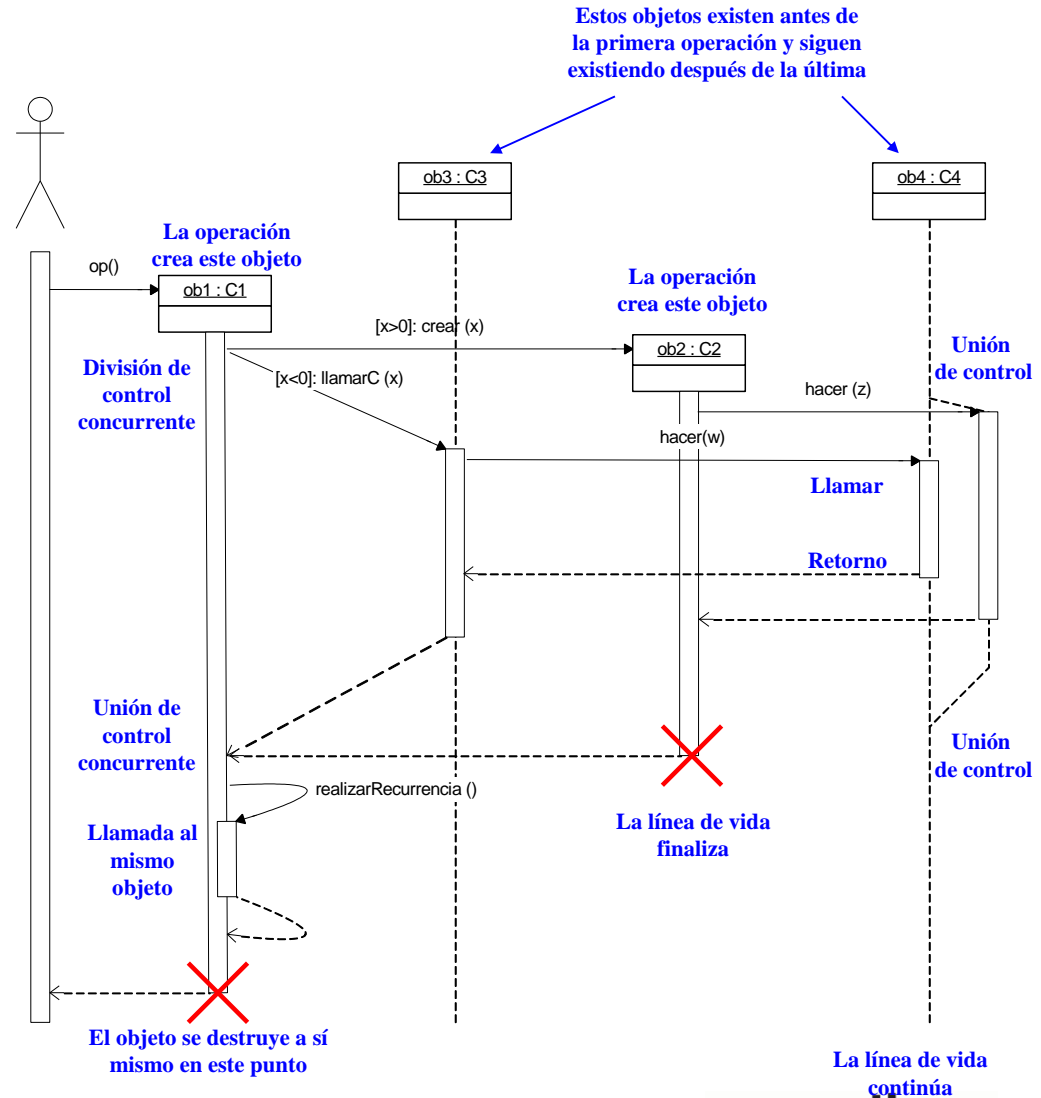 Estos objetos existen antes de
la primera operación y siguen
existiendo después de la última
ob3 : C3
ob4 : C4
La operación
crea este objeto
op()
ob1 : C1
La operación
crea este objeto
[x>0]: crear (x)
ob2 : C2
Unión
de control
División de
control
concurrente
[x<0]: llamarC (x)
hacer (z)
hacer(w)
Llamar
Retorno
Unión de
control
concurrente
Unión
de control
realizarRecurrencia ()
La línea de vida
finaliza
Llamada al
mismo
objeto
El objeto se destruye a sí
mismo en este punto
La línea de vida
continúa